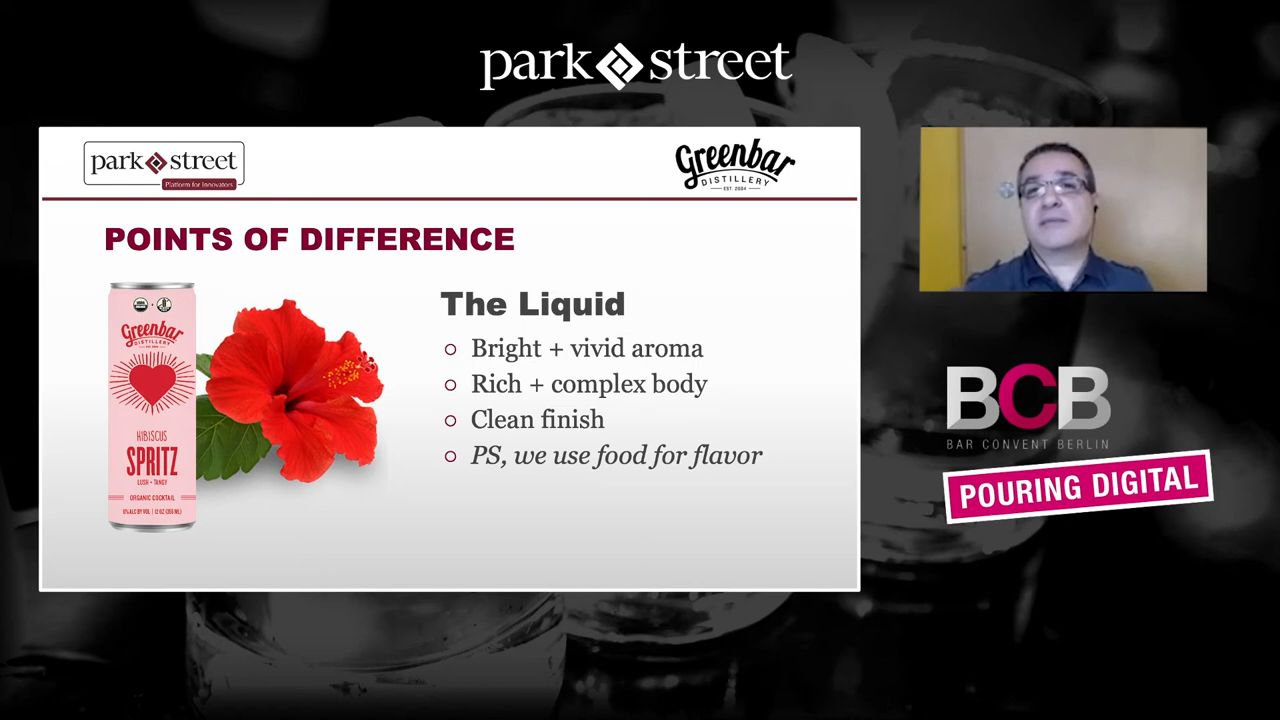 park street
park street
Platform for Innovators
Greenbar
DISTILLERY
EST. 2004
POINTS OF DIFFERENCE
The Liquid
Bright + vivid aroma
Rich + complex body
Clean finish
PS, we use food for flavor
Greenbar
DISTILLERY
HIBISCUS
SPRITZ
LUSH + TANGY
ORGANIC COCKTAIL
BCB
BAR CONVENT BERLIN
POURING DIGITAL